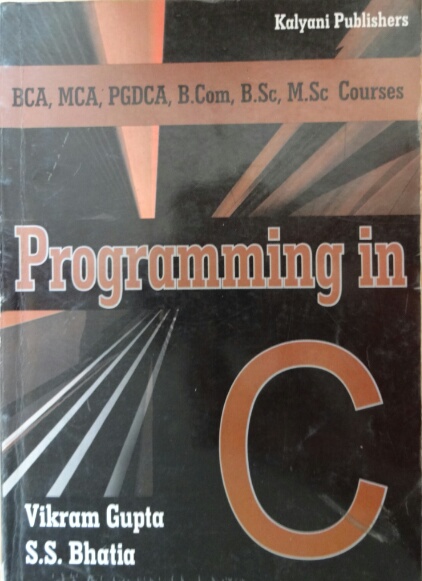 Kalyani Publishers
BCA, MCA, PGDCA, B.Com, B.Sc, M.Sc Courses
Programming in
C
Vikram Gupta
S.S. Bhatia